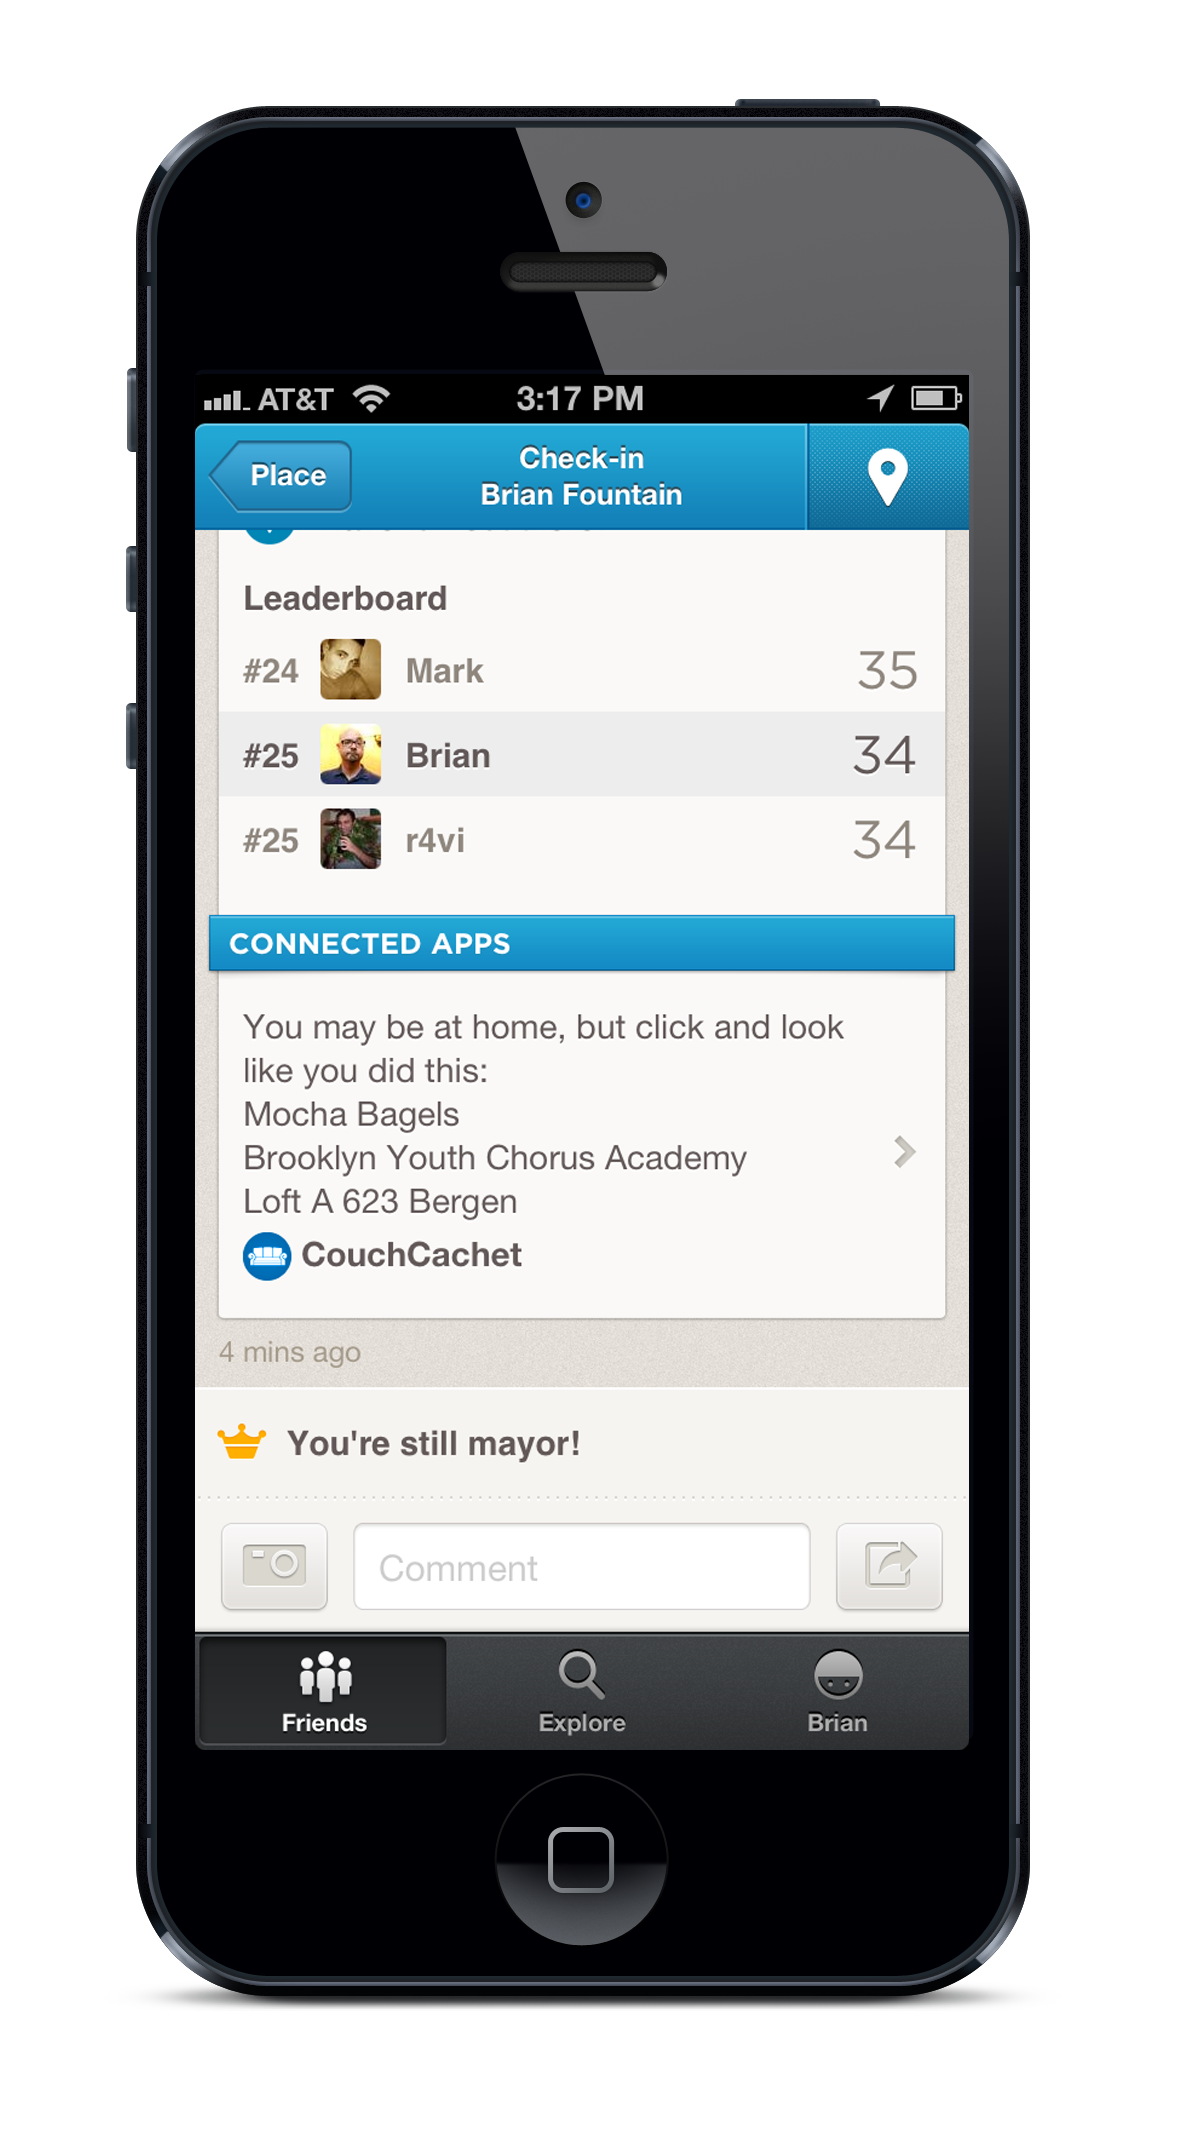 AT&T 3:17 PM
Place
Check-in
Brian Fountain
Leaderboard
#24 Mark 35
#25 Brian 34
#25 r4vi 34
CONNECTED APPS
You may be at home, but click and look
like you did this:
Mocha Bagels
Brooklyn Youth Chorus Academy
Loft A 623 Bergen
CouchCachet
4 mins ago
You're still mayor!
Comment
Friends Explore Brian